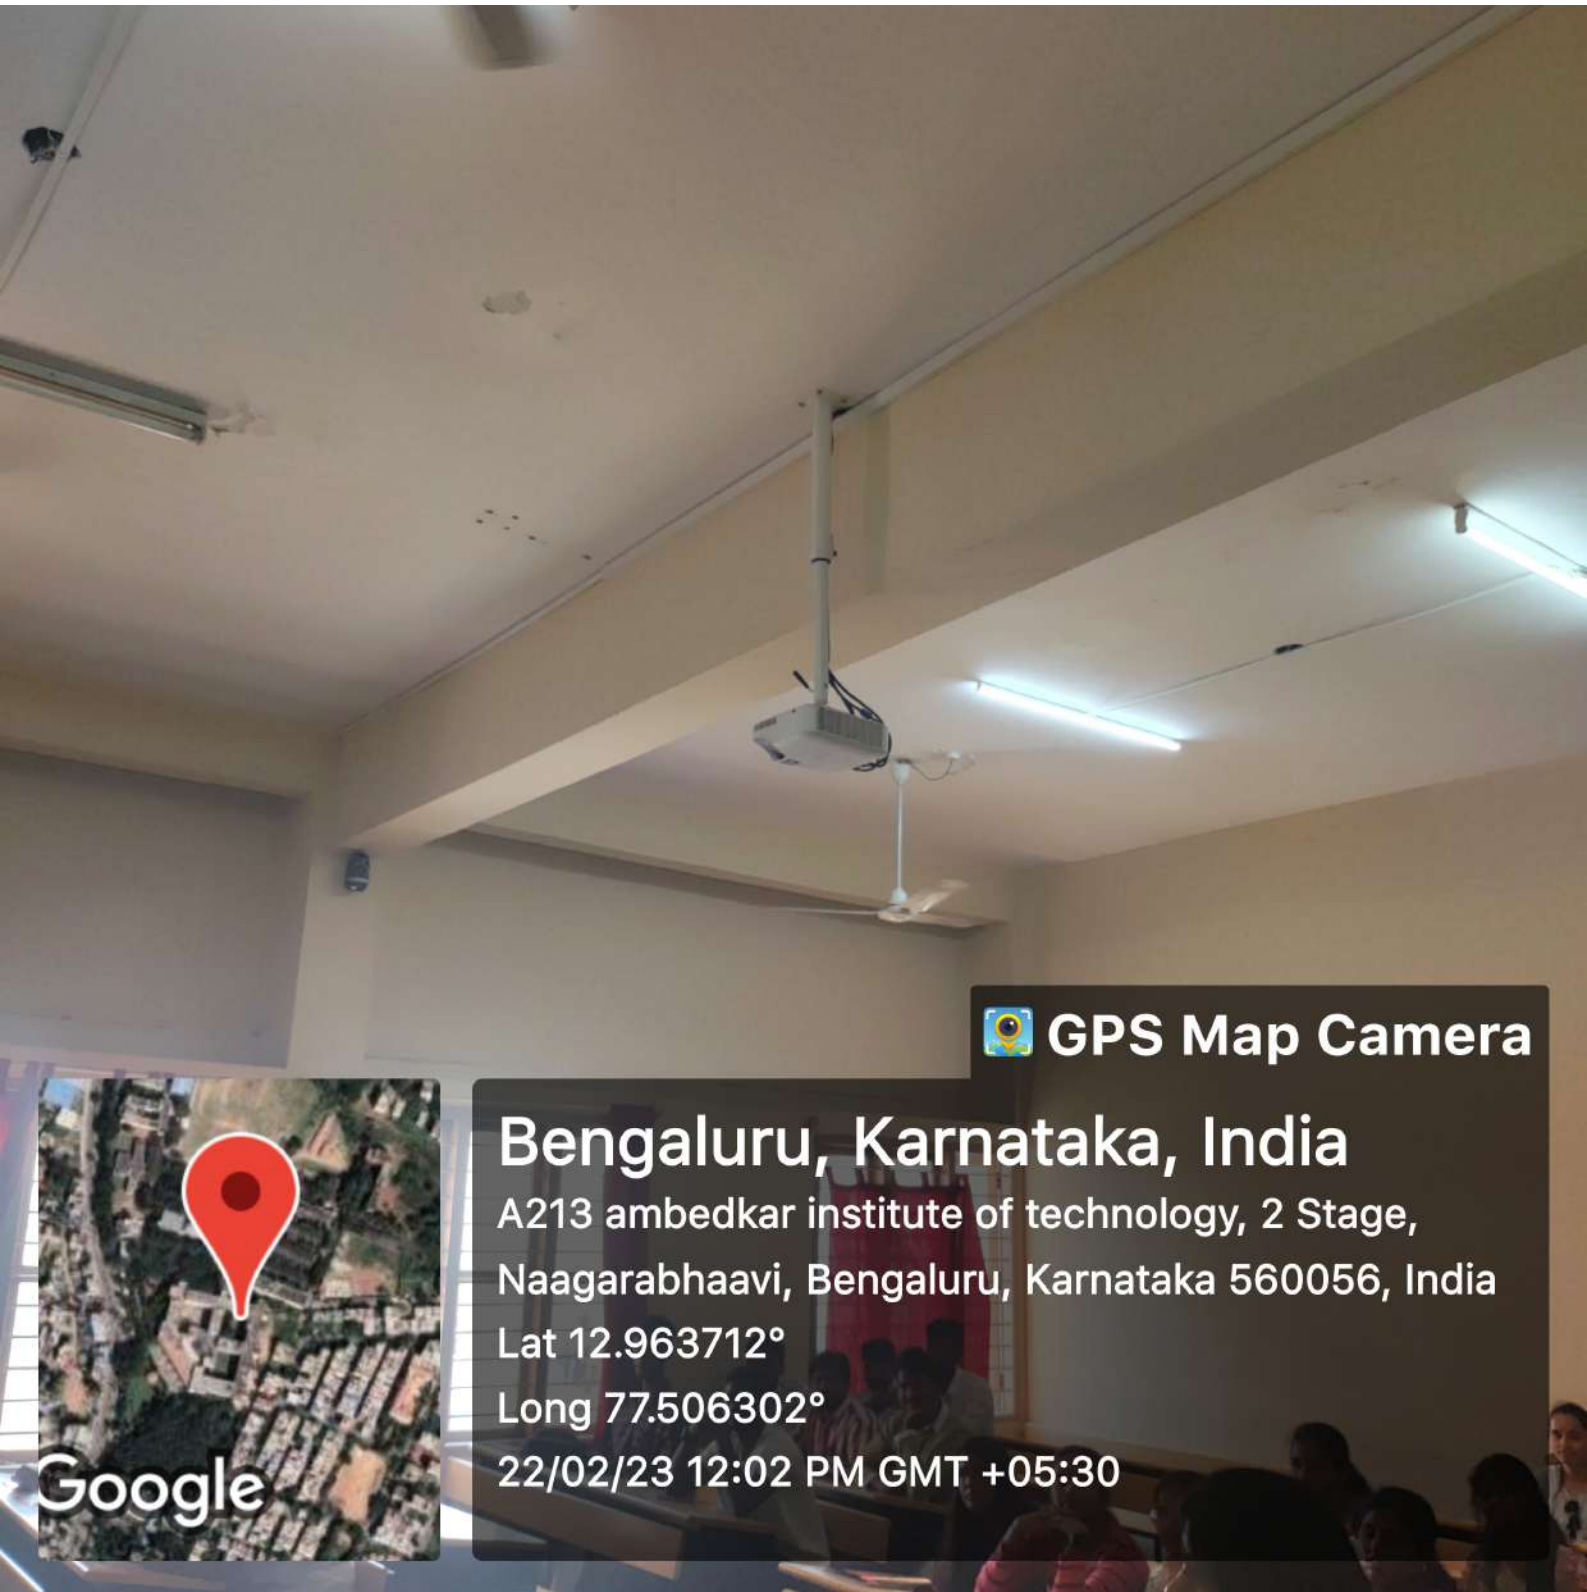 GPS Map Camera
Bengaluru, Karnataka, India
A213 ambedkar institute of technology, 2 Stage,
Naagarabhaavi, Bengaluru, Karnataka 560056, India
Lat 12.963712°
Long 77.506302°
22/02/23 12:02 PM GMT +05:30
Google